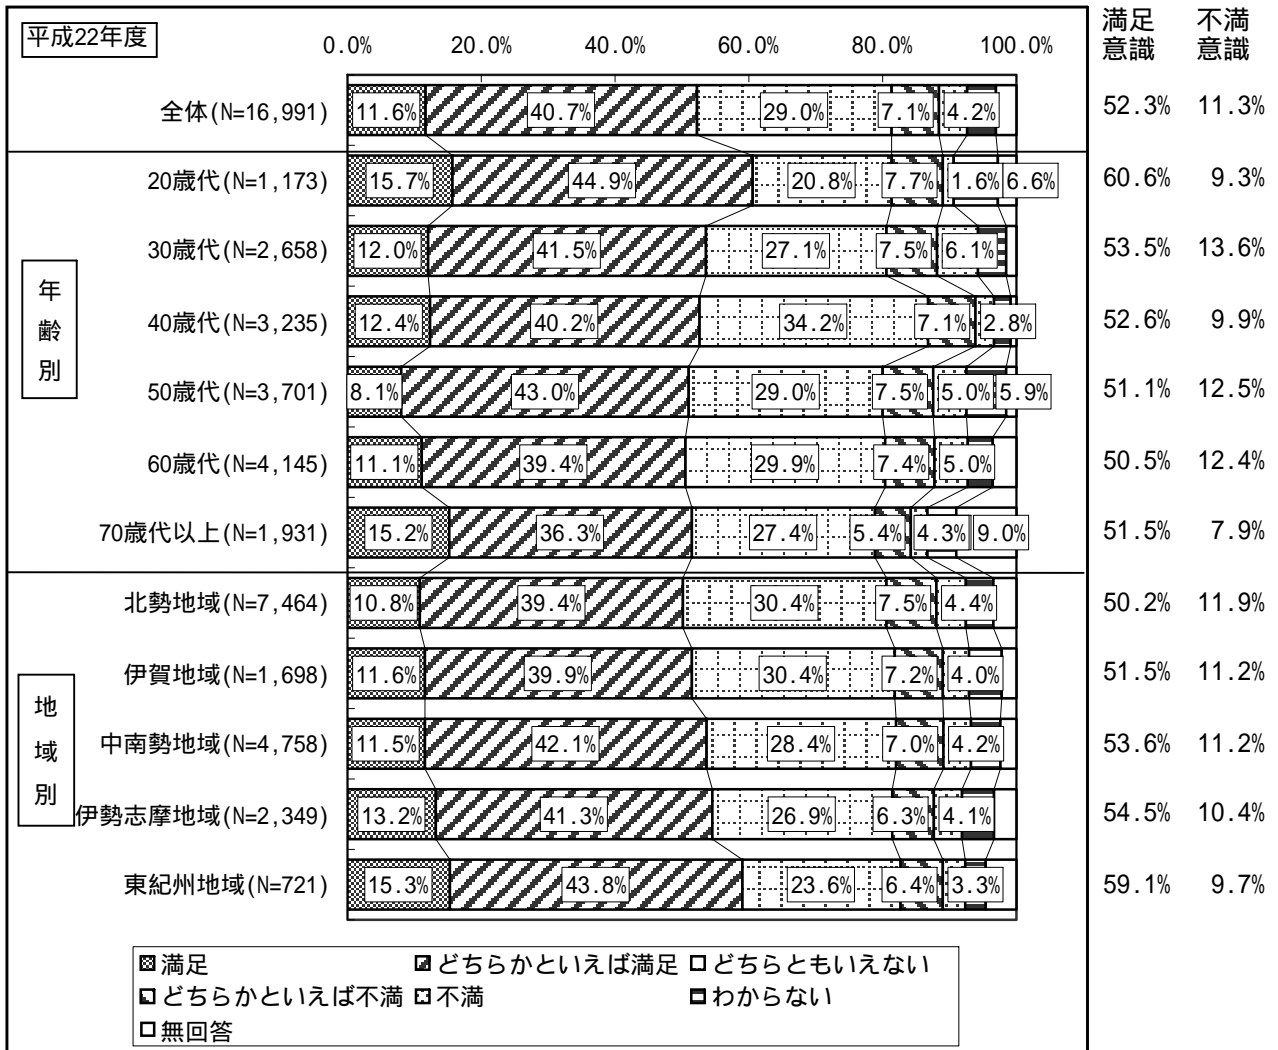 平成22年度
0.0% 20.0% 40.0% 60.0% 80.0% 100.0%
満足意識 不満意識
全体(N=16,991) 11.6% 40.7% 29.0% 7.1% 4.2% 52.3% 11.3%
年齢別
20歳代(N=1,173) 15.7% 44.9% 20.8% 7.7% 1.6% 6.6% 60.6% 9.3%
30歳代(N=2,658) 12.0% 41.5% 27.1% 7.5% 6.1% 53.5% 13.6%
40歳代(N=3,235) 12.4% 40.2% 34.2% 7.1% 2.8% 52.6% 9.9%
50歳代(N=3,701) 8.1% 43.0% 29.0% 7.5% 5.0% 5.9% 51.1% 12.5%
60歳代(N=4,145) 11.1% 39.4% 29.9% 7.4% 5.0% 50.5% 12.4%
70歳代以上(N=1,931) 15.2% 36.3% 27.4% 5.4% 4.3% 9.0% 51.5% 7.9%
地域別
北勢地域(N=7,464) 10.8% 39.4% 30.4% 7.5% 4.4% 50.2% 11.9%
伊賀地域(N=1,698) 11.6% 39.9% 30.4% 7.2% 4.0% 51.5% 11.2%
中南勢地域(N=4,758) 11.5% 42.1% 28.4% 7.0% 4.2% 53.6% 11.2%
伊勢志摩地域(N=2,349) 13.2% 41.3% 26.9% 6.3% 4.1% 54.5% 10.4%
東紀州地域(N=721) 15.3% 43.8% 23.6% 6.4% 3.3% 59.1% 9.7%
満足 どちらかといえば満足 どちらともいえない
どちらかといえば不満 不満 わからない
無回答